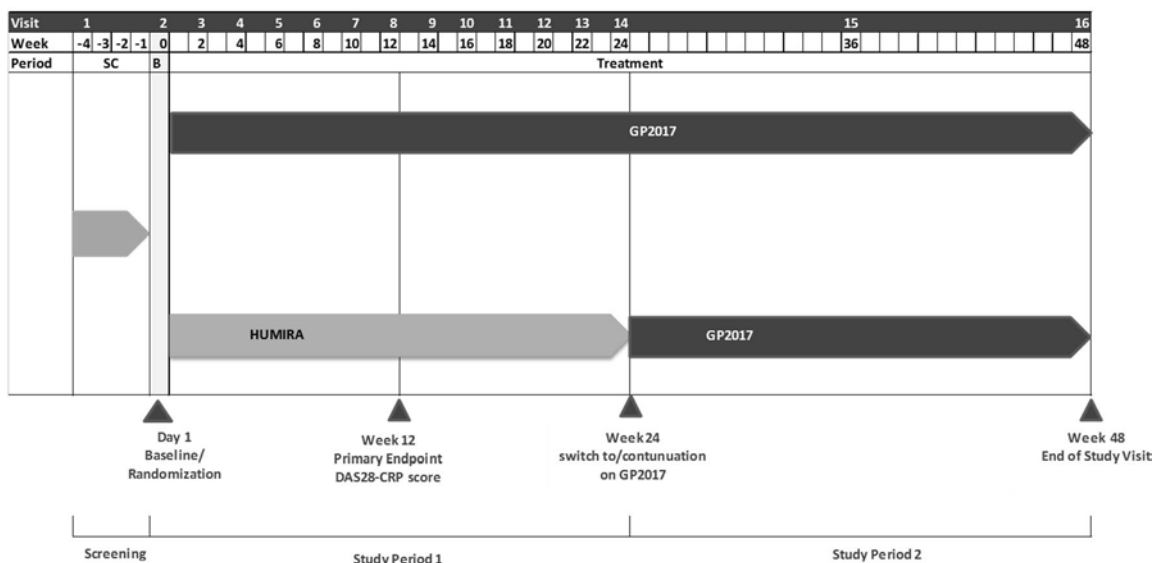 Visit 1 2 3 4 5 6 7 8 9 10 11 12 13 14 15 16
Week -4 -3 -2 -1 0 2 4 6 8 10 12 14 16 18 20 22 24 36 48
Period SC B Treatment
GP2017
HUMIRA
GP2017
Day 1
Baseline/
Randomization
Week 12
Primary Endpoint
DAS28-CRP score
Week 24
switch to/contunuation
on GP2017
Week 48
End of Study Visit
Screening
Study Period 1
Study Period 2